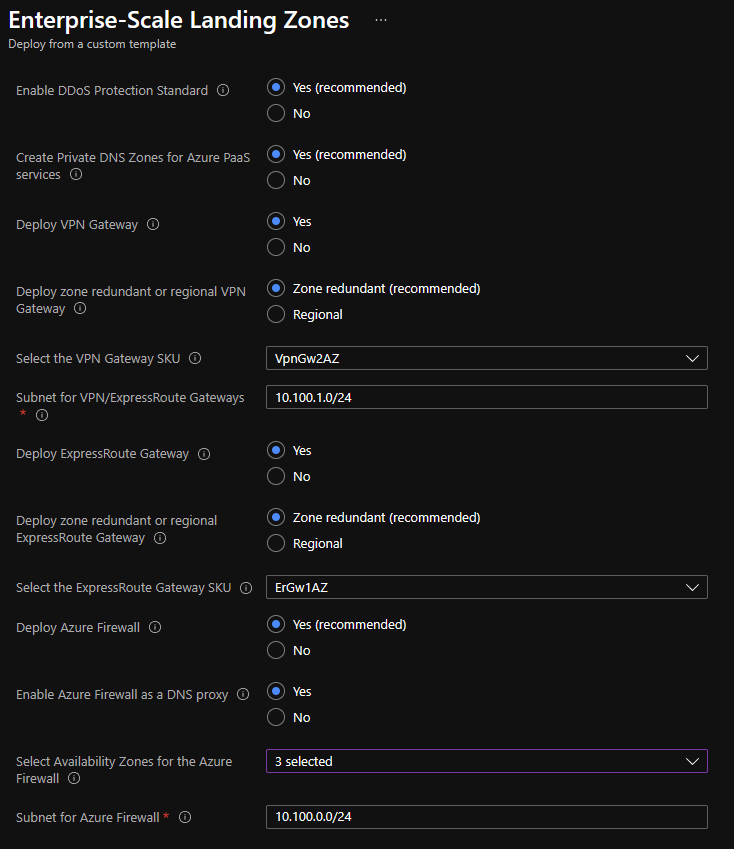 Enterprise-Scale Landing Zones ...
Deploy from a custom template
Enable DDoS Protection Standard
Yes (recommended)
No
Create Private DNS Zones for Azure PaaS
services
Yes (recommended)
No
Deploy VPN Gateway
Yes
No
Deploy zone redundant or regional VPN
Gateway
Zone redundant (recommended)
Regional
Select the VPN Gateway SKU
VpnGw2AZ
Subnet for VPN/ExpressRoute Gateways
*
10.100.1.0/24
Deploy ExpressRoute Gateway
Yes
No
Deploy zone redundant or regional
ExpressRoute Gateway
Zone redundant (recommended)
Regional
Select the ExpressRoute Gateway SKU
ErGw1AZ
Deploy Azure Firewall
Yes (recommended)
No
Enable Azure Firewall as a DNS proxy
Yes
No
Select Availability Zones for the Azure
Firewall
3 selected
Subnet for Azure Firewall *
10.100.0.0/24